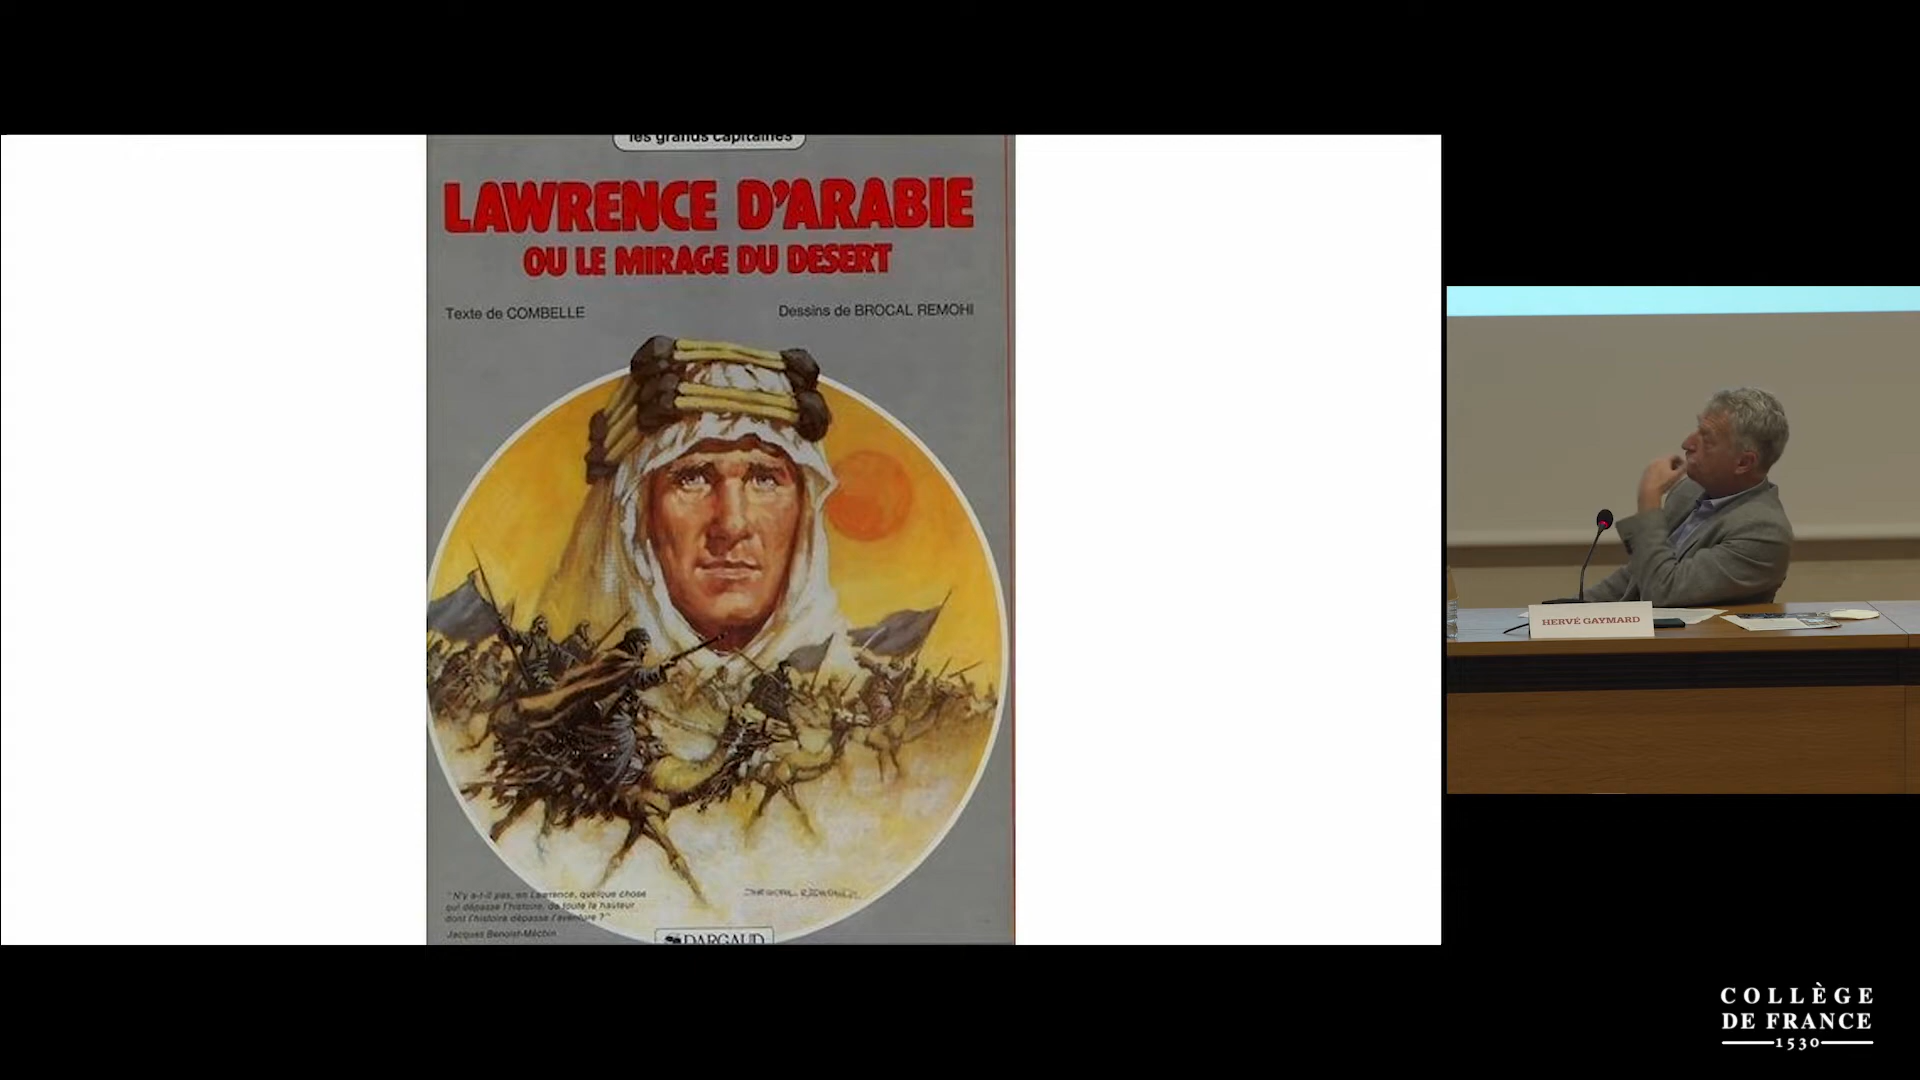 les grands capitaines
LAWRENCE D'ARABIE
OU LE MIRAGE DU DESERT
Texte de COMBELLE
Dessins de BROCAL REMOHI
"N'y a-t-il pas, en Lawrence, quelque chose
qui dépasse l'histoire, de toute la hauteur
dont l'histoire dépasse l'aventure ?"
Jacques Benoist-Méchin
DARGAUD
HERVÉ GAYMARD
COLLÈGE
DE FRANCE
1530